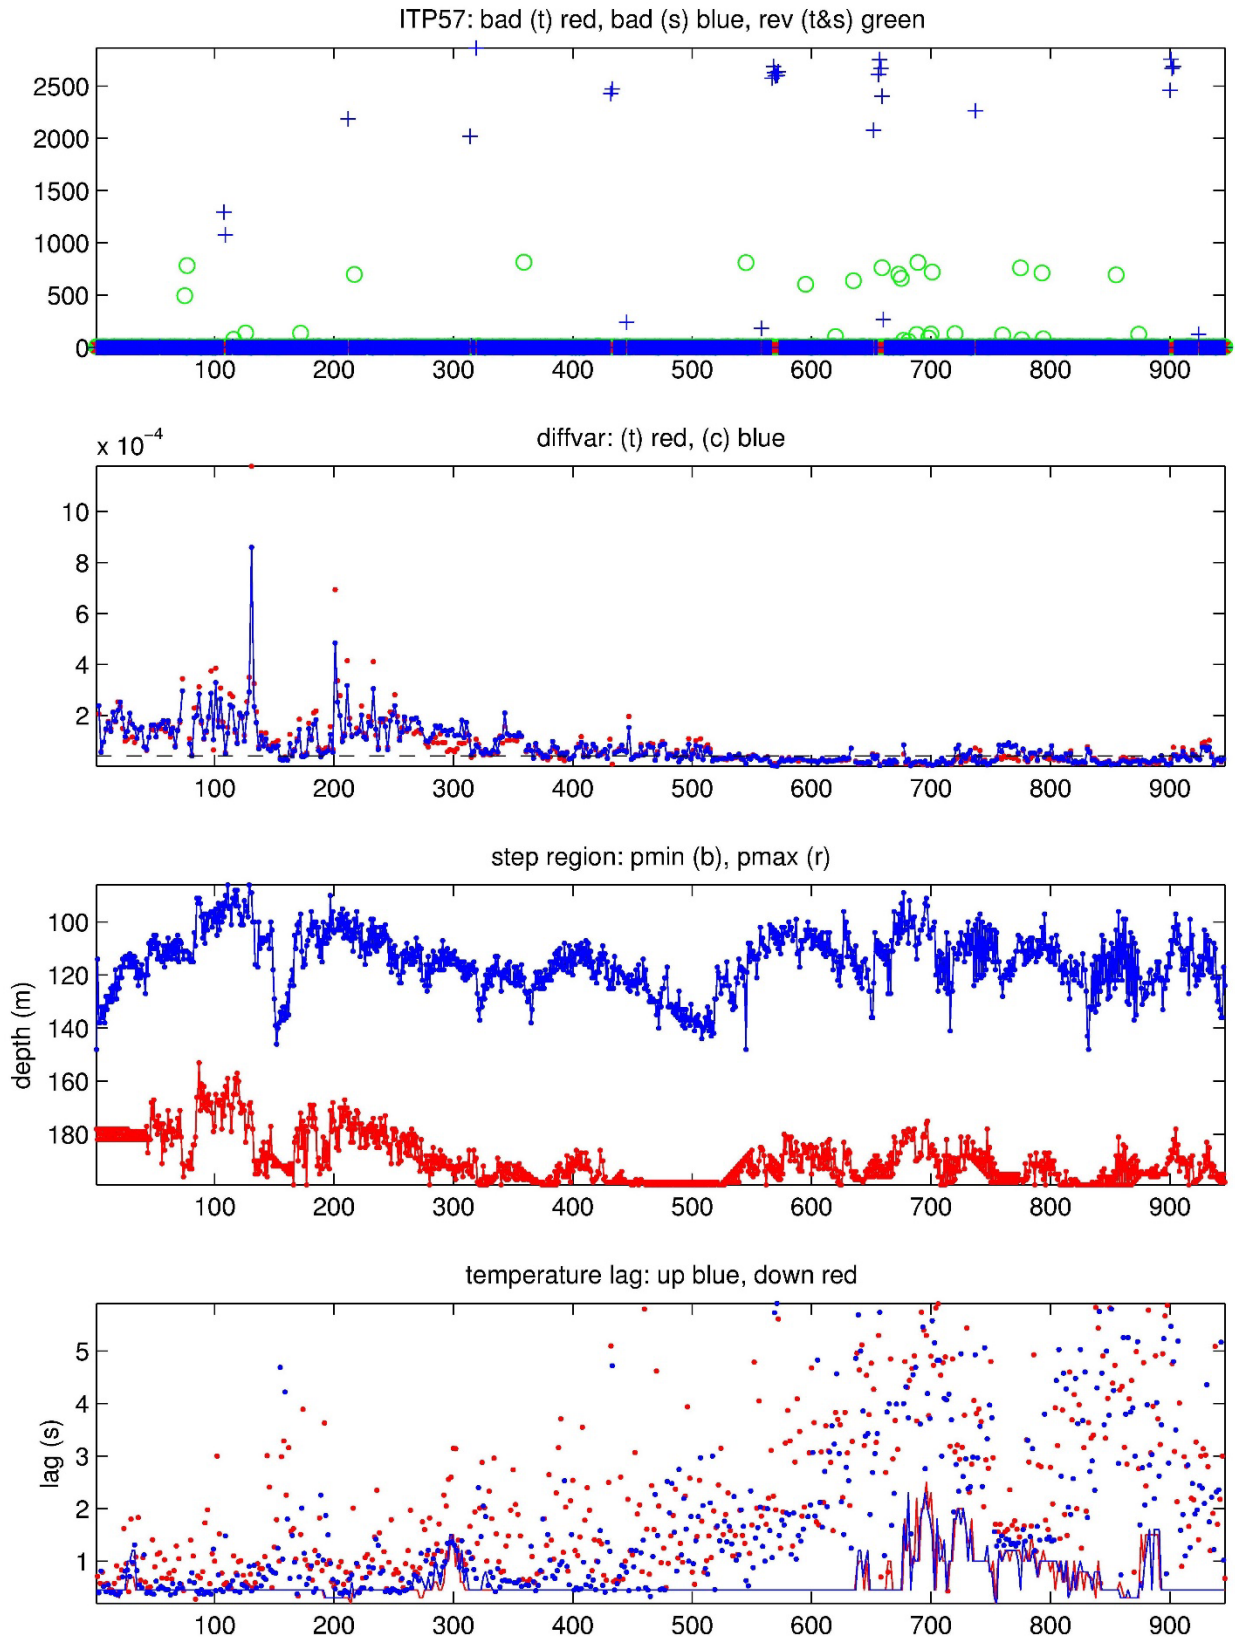 ITP57: bad (t) red, bad (s) blue, rev (t&s) green
2500
2000
1500
1000
500
0
100 200 300 400 500 600 700 800 900
x 10⁻⁴
diffvar: (t) red, (c) blue
10
8
6
4
2
100 200 300 400 500 600 700 800 900
step region: pmin (b), pmax (r)
depth (m)
100
120
140
160
180
100 200 300 400 500 600 700 800 900
temperature lag: up blue, down red
lag (s)
5
4
3
2
1
100 200 300 400 500 600 700 800 900